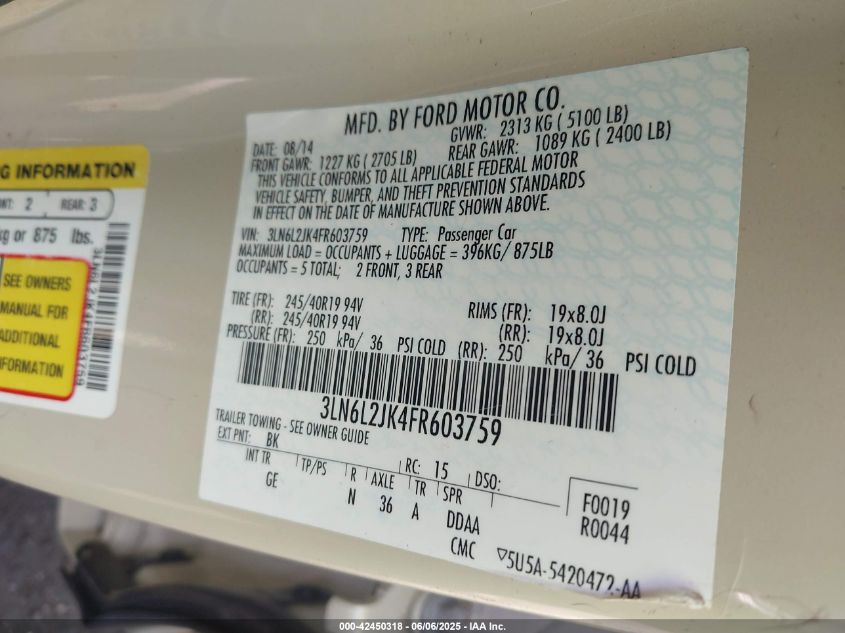 MFD. BY FORD MOTOR CO.
DATE: 08/14 GVWR: 2313 KG ( 5100 LB)
FRONT GAWR: 1227 KG ( 2705 LB) REAR GAWR: 1089 KG ( 2400 LB)
THIS VEHICLE CONFORMS TO ALL APPLICABLE FEDERAL MOTOR
VEHICLE SAFETY, BUMPER, AND THEFT PREVENTION STANDARDS
IN EFFECT ON THE DATE OF MANUFACTURE SHOWN ABOVE.
VIN: 3LN6L2JK4FR603759 TYPE: Passenger Car
MAXIMUM LOAD = OCCUPANTS + LUGGAGE = 396KG/ 875LB
OCCUPANTS = 5 TOTAL; 2 FRONT, 3 REAR
TIRE (FR): 245/40R19 94V RIMS (FR): 19x8.0J
(RR): 245/40R19 94V (RR): 19x8.0J
PRESSURE (FR): 250 kPa/ 36 PSI COLD (RR): 250 kPa/ 36 PSI COLD
3LN6L2JK4FR603759
TRAILER TOWING - SEE OWNER GUIDE
EXT PNT: BK RC: 15 DSO:
INT TR TP/PS R AXLE TR SPR
GE N 36 A DDAA
CMC
F0019
R0044
5U5A-5420472-AA
INFORMATION
2 REAR: 3
kg or 875 lbs.
SEE OWNERS
MANUAL FOR
ADDITIONAL
INFORMATION
3LN6L2JK4FR603759
000-42450318 - 06/06/2025 - IAA Inc.